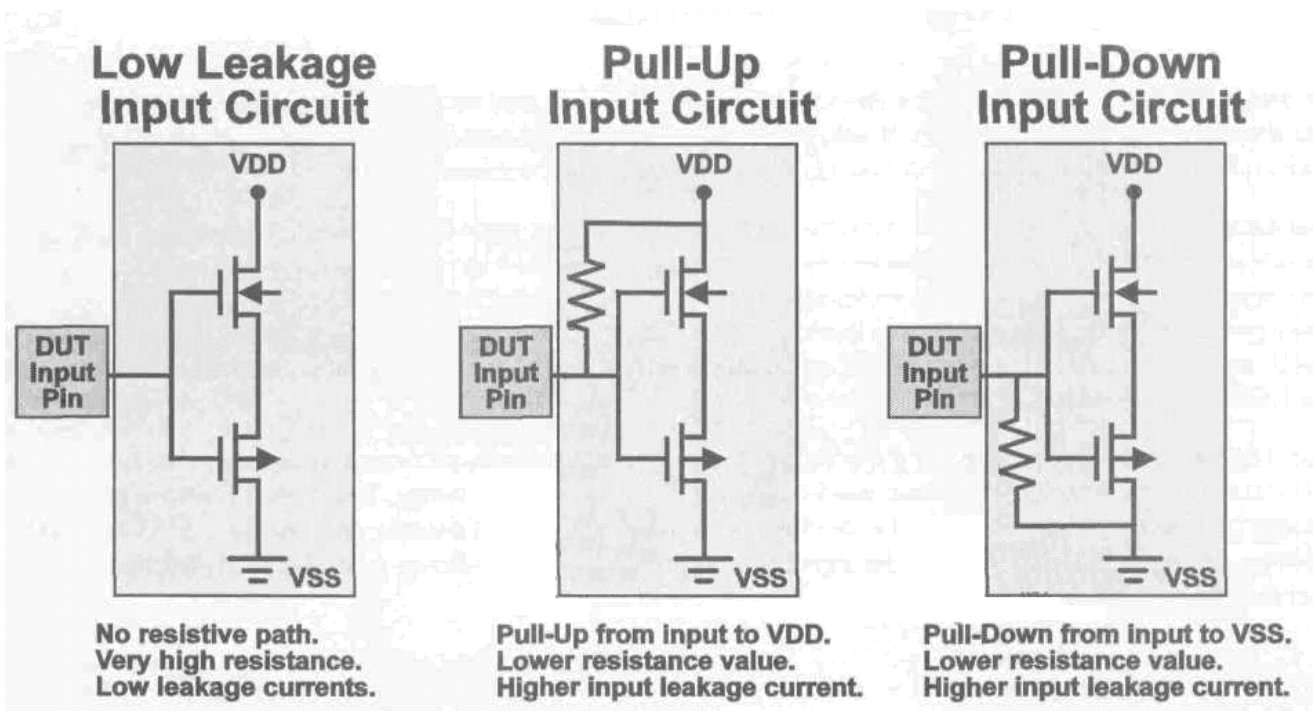 Low Leakage
Input Circuit
VDD
DUT
Input
Pin
VSS
No resistive path.
Very high resistance.
Low leakage currents.
Pull-Up
Input Circuit
VDD
DUT
Input
Pin
VSS
Pull-Up from input to VDD.
Lower resistance value.
Higher input leakage current.
Pull-Down
Input Circuit
VDD
DUT
Input
Pin
VSS
Pull-Down from input to VSS.
Lower resistance value.
Higher input leakage current.